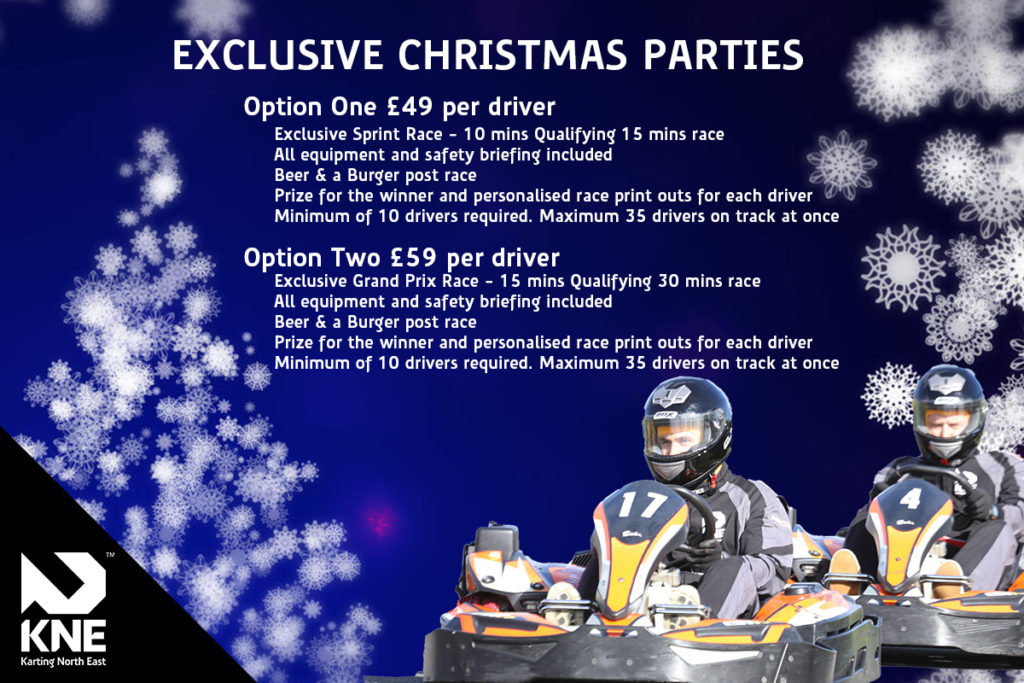 EXCLUSIVE CHRISTMAS PARTIES
Option One £49 per driver
Exclusive Sprint Race - 10 mins Qualifying 15 mins race
All equipment and safety briefing included
Beer & a Burger post race
Prize for the winner and personalised race print outs for each driver
Minimum of 10 drivers required. Maximum 35 drivers on track at once
Option Two £59 per driver
Exclusive Grand Prix Race - 15 mins Qualifying 30 mins race
All equipment and safety briefing included
Beer & a Burger post race
Prize for the winner and personalised race print outs for each driver
Minimum of 10 drivers required. Maximum 35 drivers on track at once
17
4
TM
KNE
Karting North East